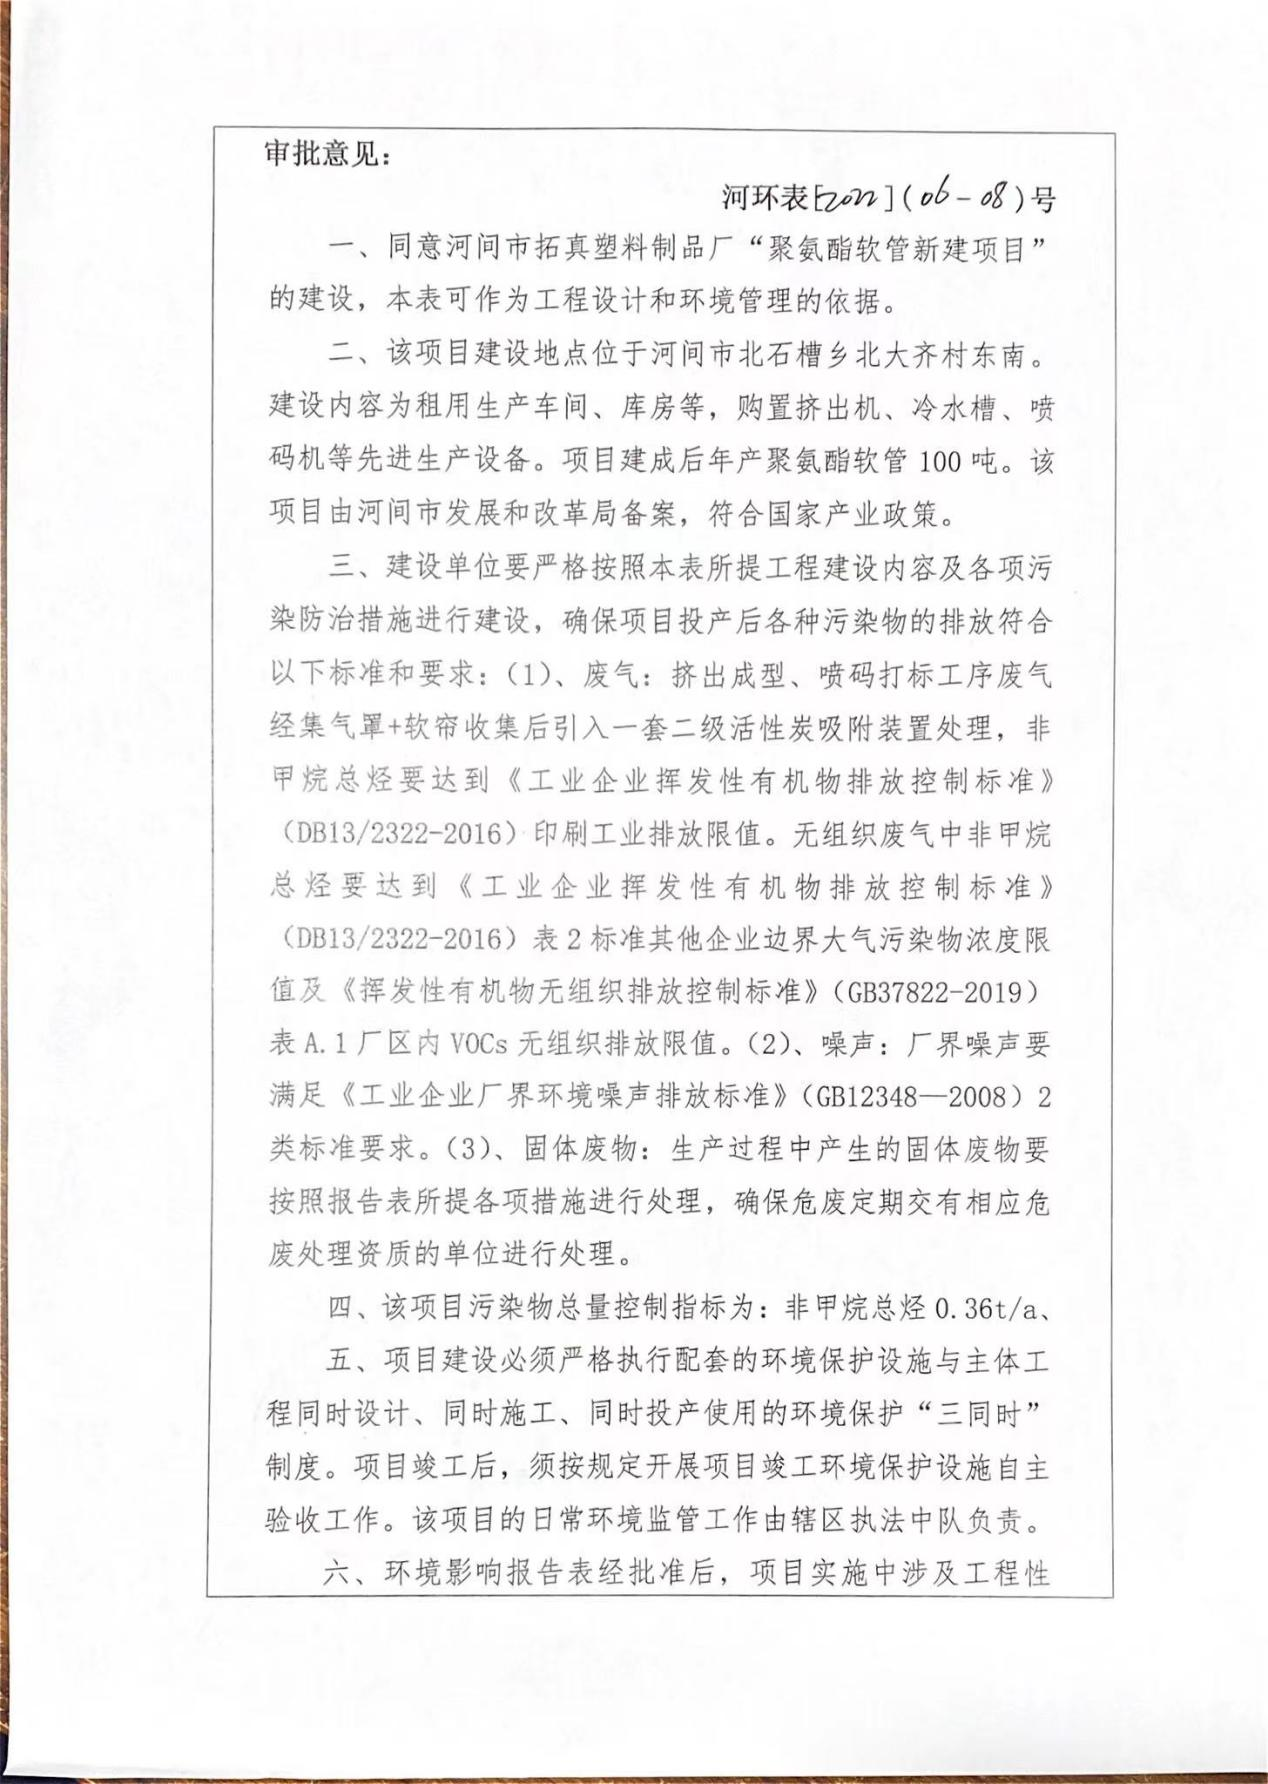 审批意见：
河环表[2022](06-08)号
一、同意河间市拓真塑料制品厂“聚氨酯软管新建项目”
的建设，本表可作为工程设计和环境管理的依据。
二、该项目建设地点位于河间市北石槽乡北大齐村东南。
建设内容为租用生产车间、库房等，购置挤出机、冷水槽、喷
码机等先进生产设备。项目建成后年产聚氨酯软管 100 吨。该
项目由河间市发展和改革局备案，符合国家产业政策。
三、建设单位要严格按照本表所提工程建设内容及各项污
染防治措施进行建设，确保项目投产后各种污染物的排放符合
以下标准和要求：（1）、废气：挤出成型、喷码打标工序废气
经集气罩+软帘收集后引入一套二级活性炭吸附装置处理，非
甲烷总烃要达到《工业企业挥发性有机物排放控制标准》
（DB13/2322-2016）印刷工业排放限值。无组织废气中非甲烷
总烃要达到《工业企业挥发性有机物排放控制标准》
（DB13/2322-2016）表 2 标准其他企业边界大气污染物浓度限
值及《挥发性有机物无组织排放控制标准》（GB37822-2019）
表 A.1 厂区内 VOCs 无组织排放限值。（2）、噪声：厂界噪声要
满足《工业企业厂界环境噪声排放标准》（GB12348—2008）2
类标准要求。（3）、固体废物：生产过程中产生的固体废物要
按照报告表所提各项措施进行处理，确保危废定期交有相应危
废处理资质的单位进行处理。
四、该项目污染物总量控制指标为：非甲烷总烃 0.36t/a、
五、项目建设必须严格执行配套的环境保护设施与主体工
程同时设计、同时施工、同时投产使用的环境保护“三同时”
制度。项目竣工后，须按规定开展项目竣工环境保护设施自主
验收工作。该项目的日常环境监管工作由辖区执法中队负责。
六、环境影响报告表经批准后，项目实施中涉及工程性